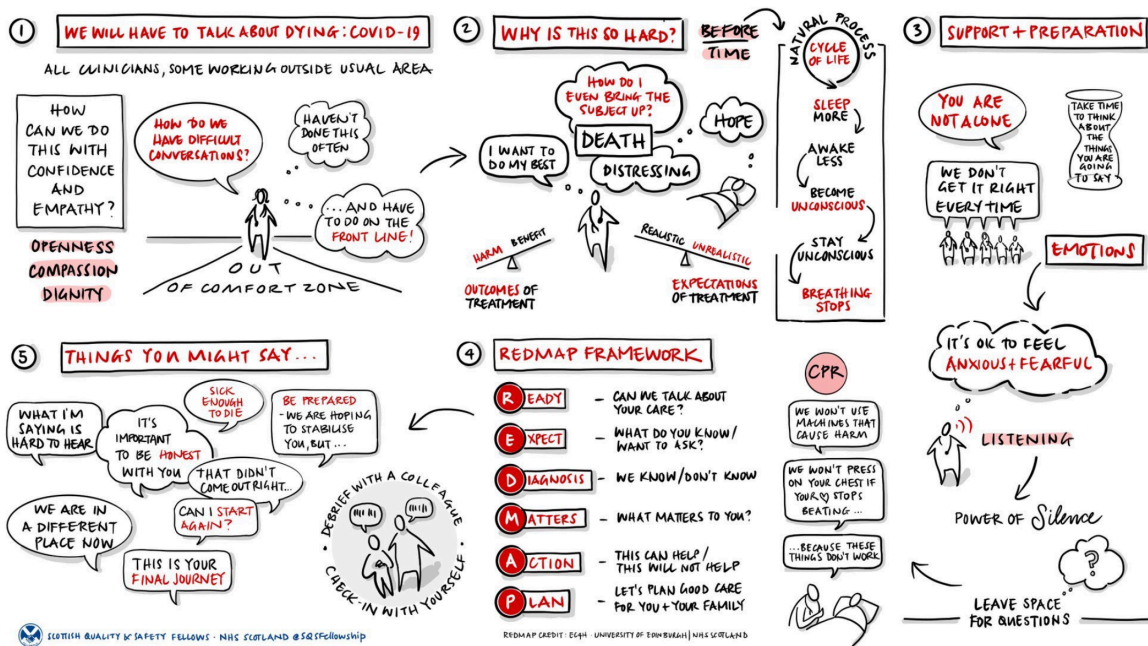 1
WE WILL HAVE TO TALK ABOUT DYING: COVID-19
ALL CLINICIANS, SOME WORKING OUTSIDE USUAL AREA
HOW
CAN WE DO
THIS WITH
CONFIDENCE
AND
EMPATHY?
OPENNESS
COMPASSION
DIGNITY
HOW DO WE
HAVE DIFFICULT
CONVERSATIONS?
HAVEN'T
DONE THIS
OFTEN
...AND HAVE
TO DO ON THE
FRONT LINE!
OUT
OF COMFORT ZONE
2
WHY IS THIS SO HARD?
BEFORE
TIME
HOW DO I
EVEN BRING THE
SUBJECT UP?
I WANT TO
DO MY BEST
DEATH
DISTRESSING
HOPE
HARM BENEFIT
OUTCOMES OF
TREATMENT
REALISTIC UNREALISTIC
EXPECTATIONS
OF TREATMENT
NATURAL PROCESS
CYCLE
OF LIFE
SLEEP
MORE
AWAKE
LESS
BECOME
UNCONSCIOUS
STAY
UNCONSCIOUS
BREATHING
STOPS
3
SUPPORT + PREPARATION
YOU ARE
NOT ALONE
TAKE TIME
TO THINK
ABOUT
THE
THINGS
YOU ARE
GOING
TO SAY
WE DON'T
GET IT RIGHT
EVERY TIME
EMOTIONS
IT'S OK TO FEEL
ANXIOUS + FEARFUL
LISTENING
POWER OF Silence
?
LEAVE SPACE
FOR QUESTIONS
4
REDMAP FRAMEWORK
READY – CAN WE TALK ABOUT
YOUR CARE?
EXPECT – WHAT DO YOU KNOW/
WANT TO ASK?
DIAGNOSIS – WE KNOW/DON'T KNOW
MATTERS – WHAT MATTERS TO YOU?
ACTION – THIS CAN HELP/
THIS WILL NOT HELP
PLAN – LET'S PLAN GOOD CARE
FOR YOU + YOUR FAMILY
REDMAP CREDIT: EC4H · UNIVERSITY OF EDINBURGH | NHS SCOTLAND
CPR
WE WON'T USE
MACHINES THAT
CAUSE HARM
WE WON'T PRESS
ON YOUR CHEST IF
YOUR ♡ STOPS
BEATING...
...BECAUSE THESE
THINGS DON'T WORK
5
THINGS YOU MIGHT SAY...
WHAT I'M
SAYING IS
HARD TO HEAR
IT'S
IMPORTANT
TO BE HONEST
WITH YOU
SICK
ENOUGH
TO DIE
BE PREPARED
- WE ARE HOPING
TO STABILISE
YOU, BUT...
THAT DIDN'T
COME OUT RIGHT...
CAN I START
AGAIN?
WE ARE IN
A DIFFERENT
PLACE NOW
THIS IS YOUR
FINAL JOURNEY
· DEBRIEF WITH A COLLEAGUE ·
CHECK-IN WITH YOURSELF
SCOTTISH QUALITY & SAFETY FELLOWS · NHS SCOTLAND @SQSFellowship